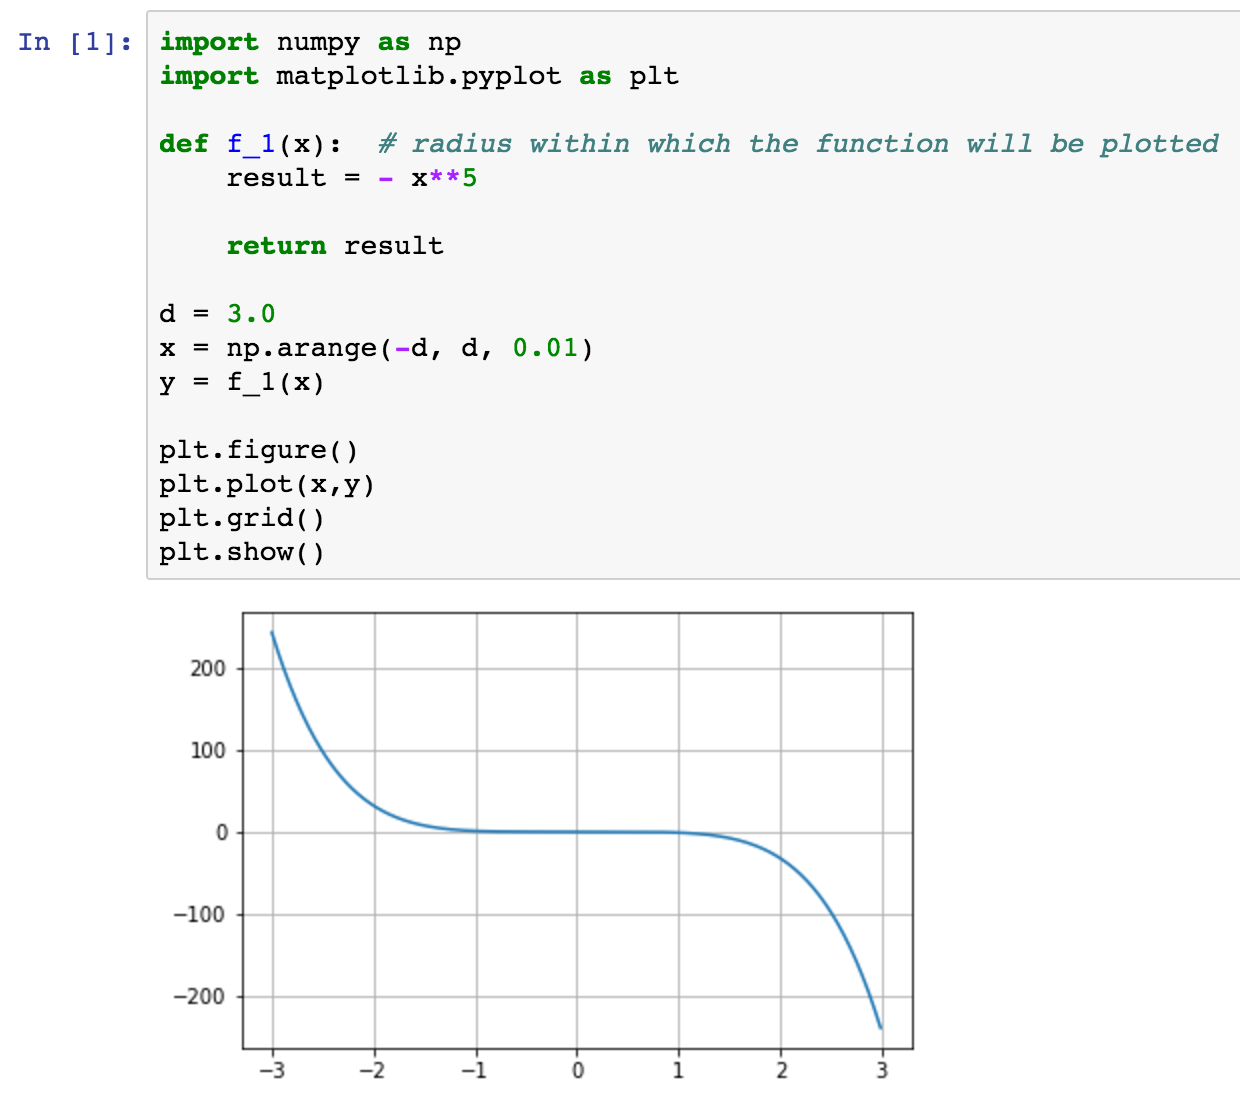 In [1]:
import numpy as np
import matplotlib.pyplot as plt
def f_1(x):  # radius within which the function will be plotted
    result = - x**5
    return result
d = 3.0
x = np.arange(-d, d, 0.01)
y = f_1(x)
plt.figure()
plt.plot(x,y)
plt.grid()
plt.show()
200
100
0
−100
−200
−3 −2 −1 0 1 2 3